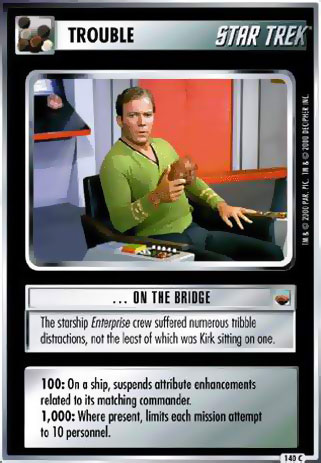 TROUBLE
STAR TREK
TM & © 2000 PAR. PIC. TM & © 2000 DECIPHER INC.
... ON THE BRIDGE
The starship Enterprise crew suffered numerous tribble
distractions, not the least of which was Kirk sitting on one.
100: On a ship, suspends attribute enhancements
related to its matching commander.
1,000: Where present, limits each mission attempt
to 10 personnel.
140 C